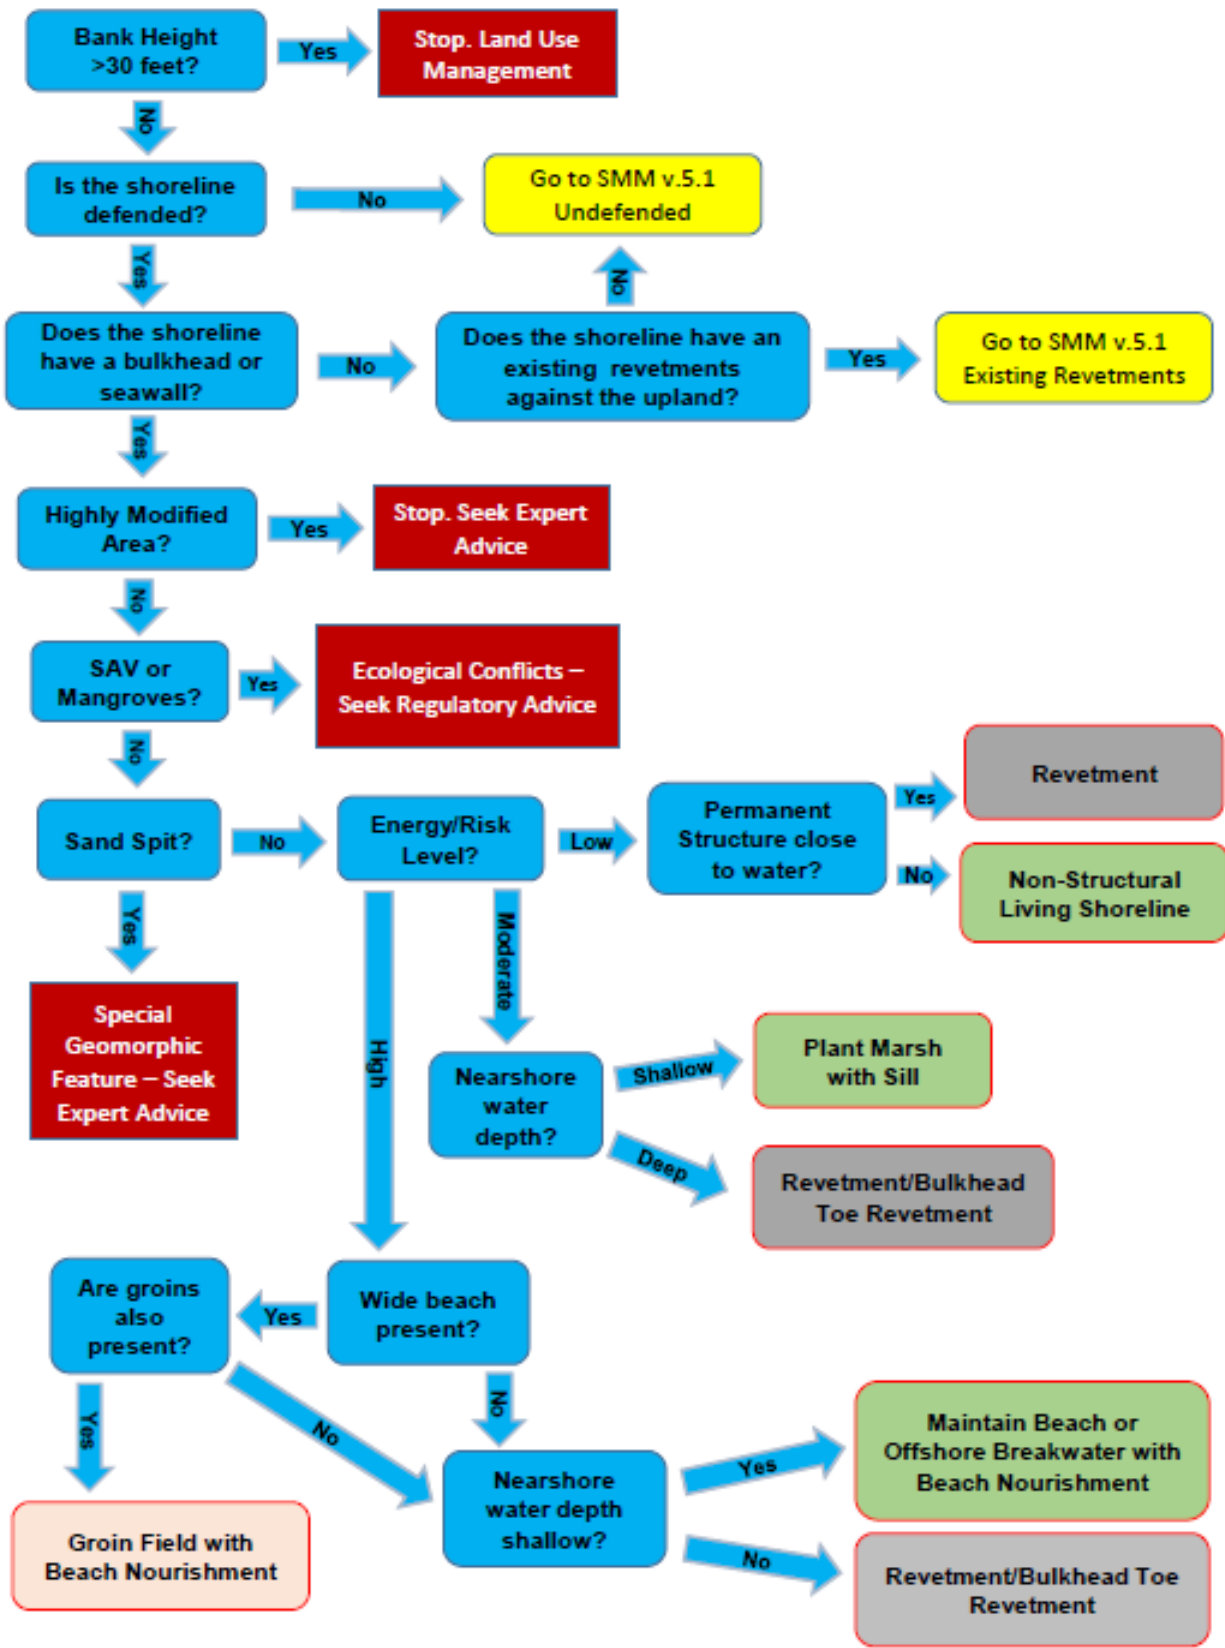 Bank Height
>30 feet?
Yes
Stop. Land Use
Management
No
Is the shoreline
defended?
No
Go to SMM v.5.1
Undefended
Yes
No
Does the shoreline
have a bulkhead or
seawall?
No
Does the shoreline have an
existing revetments
against the upland?
Yes
Go to SMM v.5.1
Existing Revetments
Yes
Highly Modified
Area?
Yes
Stop. Seek Expert
Advice
No
SAV or
Mangroves?
Yes
Ecological Conflicts –
Seek Regulatory Advice
No
Sand Spit?
No
Energy/Risk
Level?
Low
Permanent
Structure close
to water?
Yes
Revetment
No
Non-Structural
Living Shoreline
Yes
Special
Geomorphic
Feature – Seek
Expert Advice
Moderate
High
Nearshore
water
depth?
Shallow
Plant Marsh
with Sill
Deep
Revetment/Bulkhead
Toe Revetment
Wide beach
present?
Yes
Are groins
also
present?
Yes
No
No
Groin Field with
Beach Nourishment
Nearshore
water depth
shallow?
Yes
Maintain Beach or
Offshore Breakwater with
Beach Nourishment
No
Revetment/Bulkhead Toe
Revetment